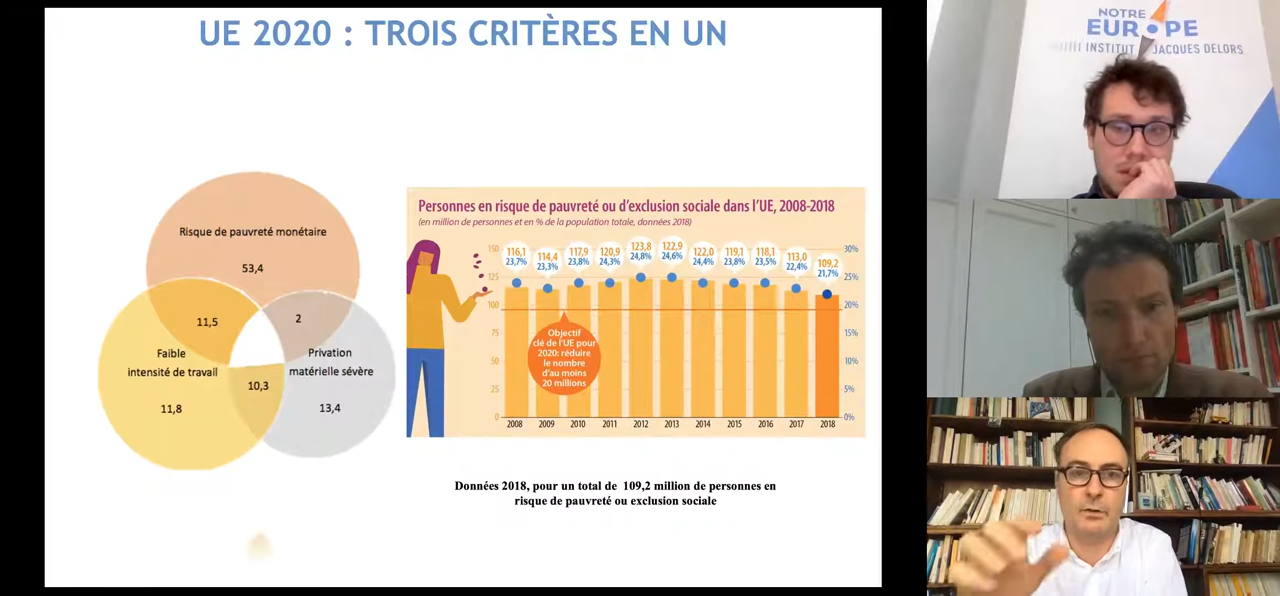 UE 2020 : TROIS CRITÈRES EN UN
Risque de pauvreté monétaire
53,4
11,5
2
Faible
intensité de travail
11,8
10,3
Privation
matérielle sévère
13,4
Personnes en risque de pauvreté ou d'exclusion sociale dans l'UE, 2008-2018
(en million de personnes et en % de la population totale, données 2018)
150
125
100
75
50
25
0
116,1
23,7%
114,4
23,3%
117,9
23,8%
120,9
24,3%
123,8
24,8%
122,9
24,6%
122,0
24,4%
119,1
23,8%
118,1
23,5%
113,0
22,4%
109,2
21,7%
30%
25%
20%
15%
10%
5%
0%
Objectif
clé de l'UE pour
2020: réduire
le nombre
d'au moins
20 millions
2008 2009 2010 2011 2012 2013 2014 2015 2016 2017 2018
Données 2018, pour un total de 109,2 million de personnes en
risque de pauvreté ou exclusion sociale
NOTRE
EUROPE
INSTITUT JACQUES DELORS